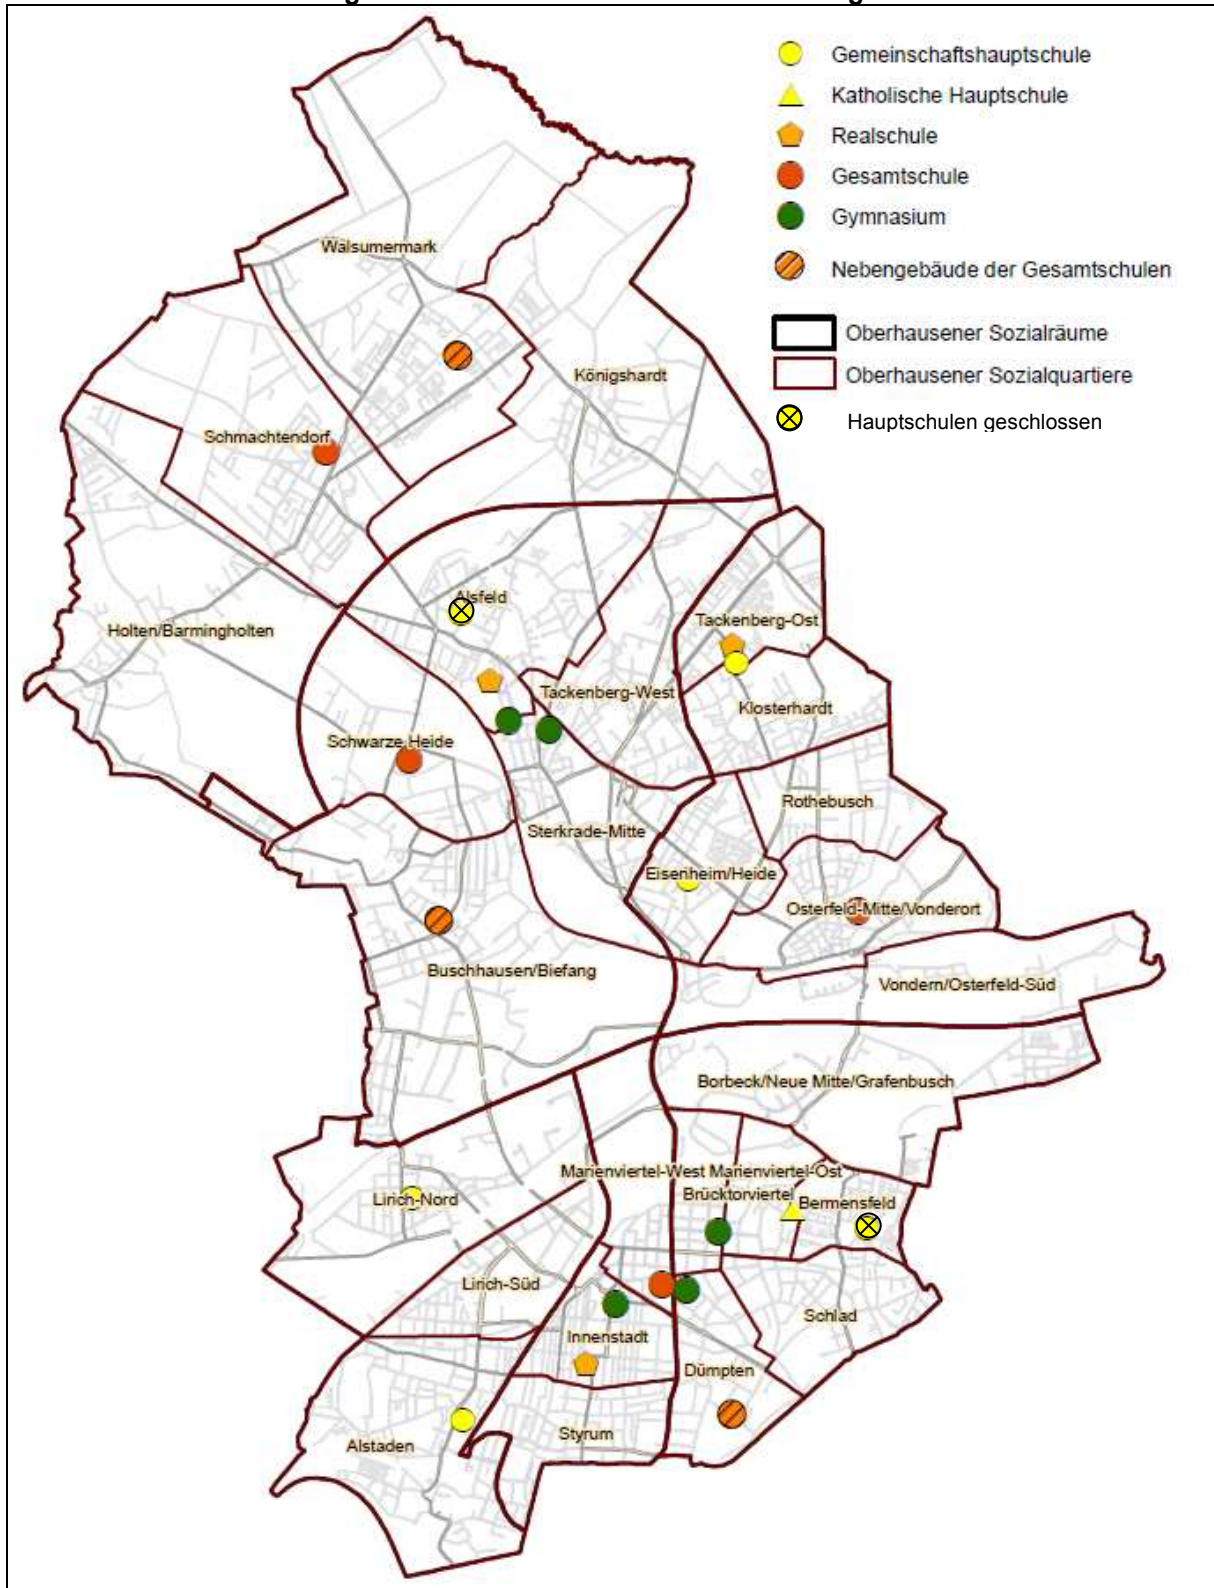 Gemeinschaftshauptschule
Katholische Hauptschule
Realschule
Gesamtschule
Gymnasium
Nebengebäude der Gesamtschulen
Oberhausener Sozialräume
Oberhausener Sozialquartiere
Hauptschulen geschlossen
Walsumermark
Königshardt
Schmachtendorf
Alsfeld
Holten/Barmingholten
Tackenberg-Ost
Tackenberg-West
Klosterhardt
Schwarze Heide
Rothebusch
Sterkrade-Mitte
Eisenheim/Heide
Osterfeld-Mitte/Vonderort
Buschhausen/Biefang
Vondern/Osterfeld-Süd
Borbeck/Neue Mitte/Grafenbusch
Marienviertel-West Marienviertel-Ost
Brücktorviertel
Lirich-Nord
Bermensfeld
Lirich-Süd
Schlad
Innenstadt
Dümpten
Styrum
Alstaden